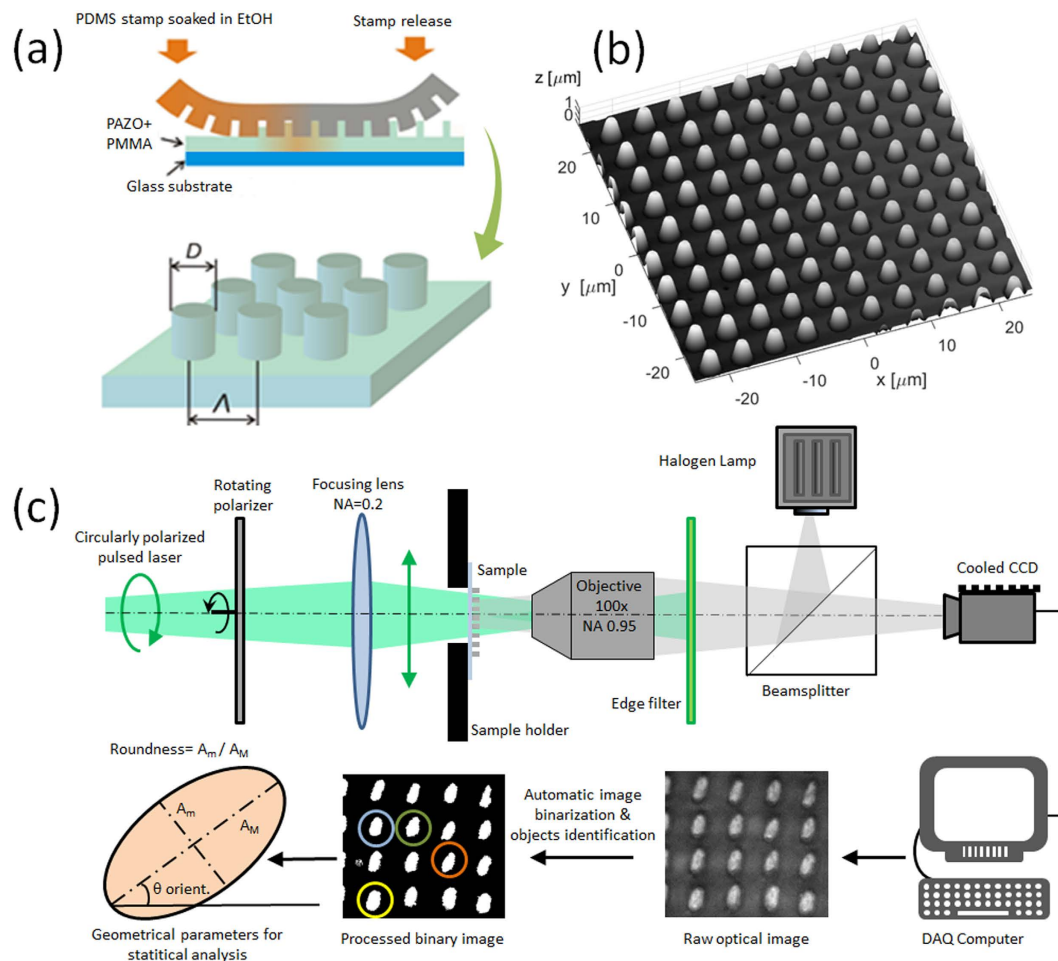 (a)
PDMS stamp soaked in EtOH
Stamp release
PAZO+
PMMA
Glass substrate
D
Λ
(b)
z [μm]
1
0
20
10
0
-10
-20
y [μm]
-20
-10
0
10
20
x [μm]
(c)
Circularly polarized
pulsed laser
Rotating
polarizer
Focusing lens
NA=0.2
Sample
Sample holder
Objective
100x
NA 0.95
Edge filter
Halogen Lamp
Beamsplitter
Cooled CCD
Roundness= Am / AM
Am
AM
θ orient.
Geometrical parameters for
statitical analysis
Processed binary image
Automatic image
binarization &
objects identification
Raw optical image
DAQ Computer